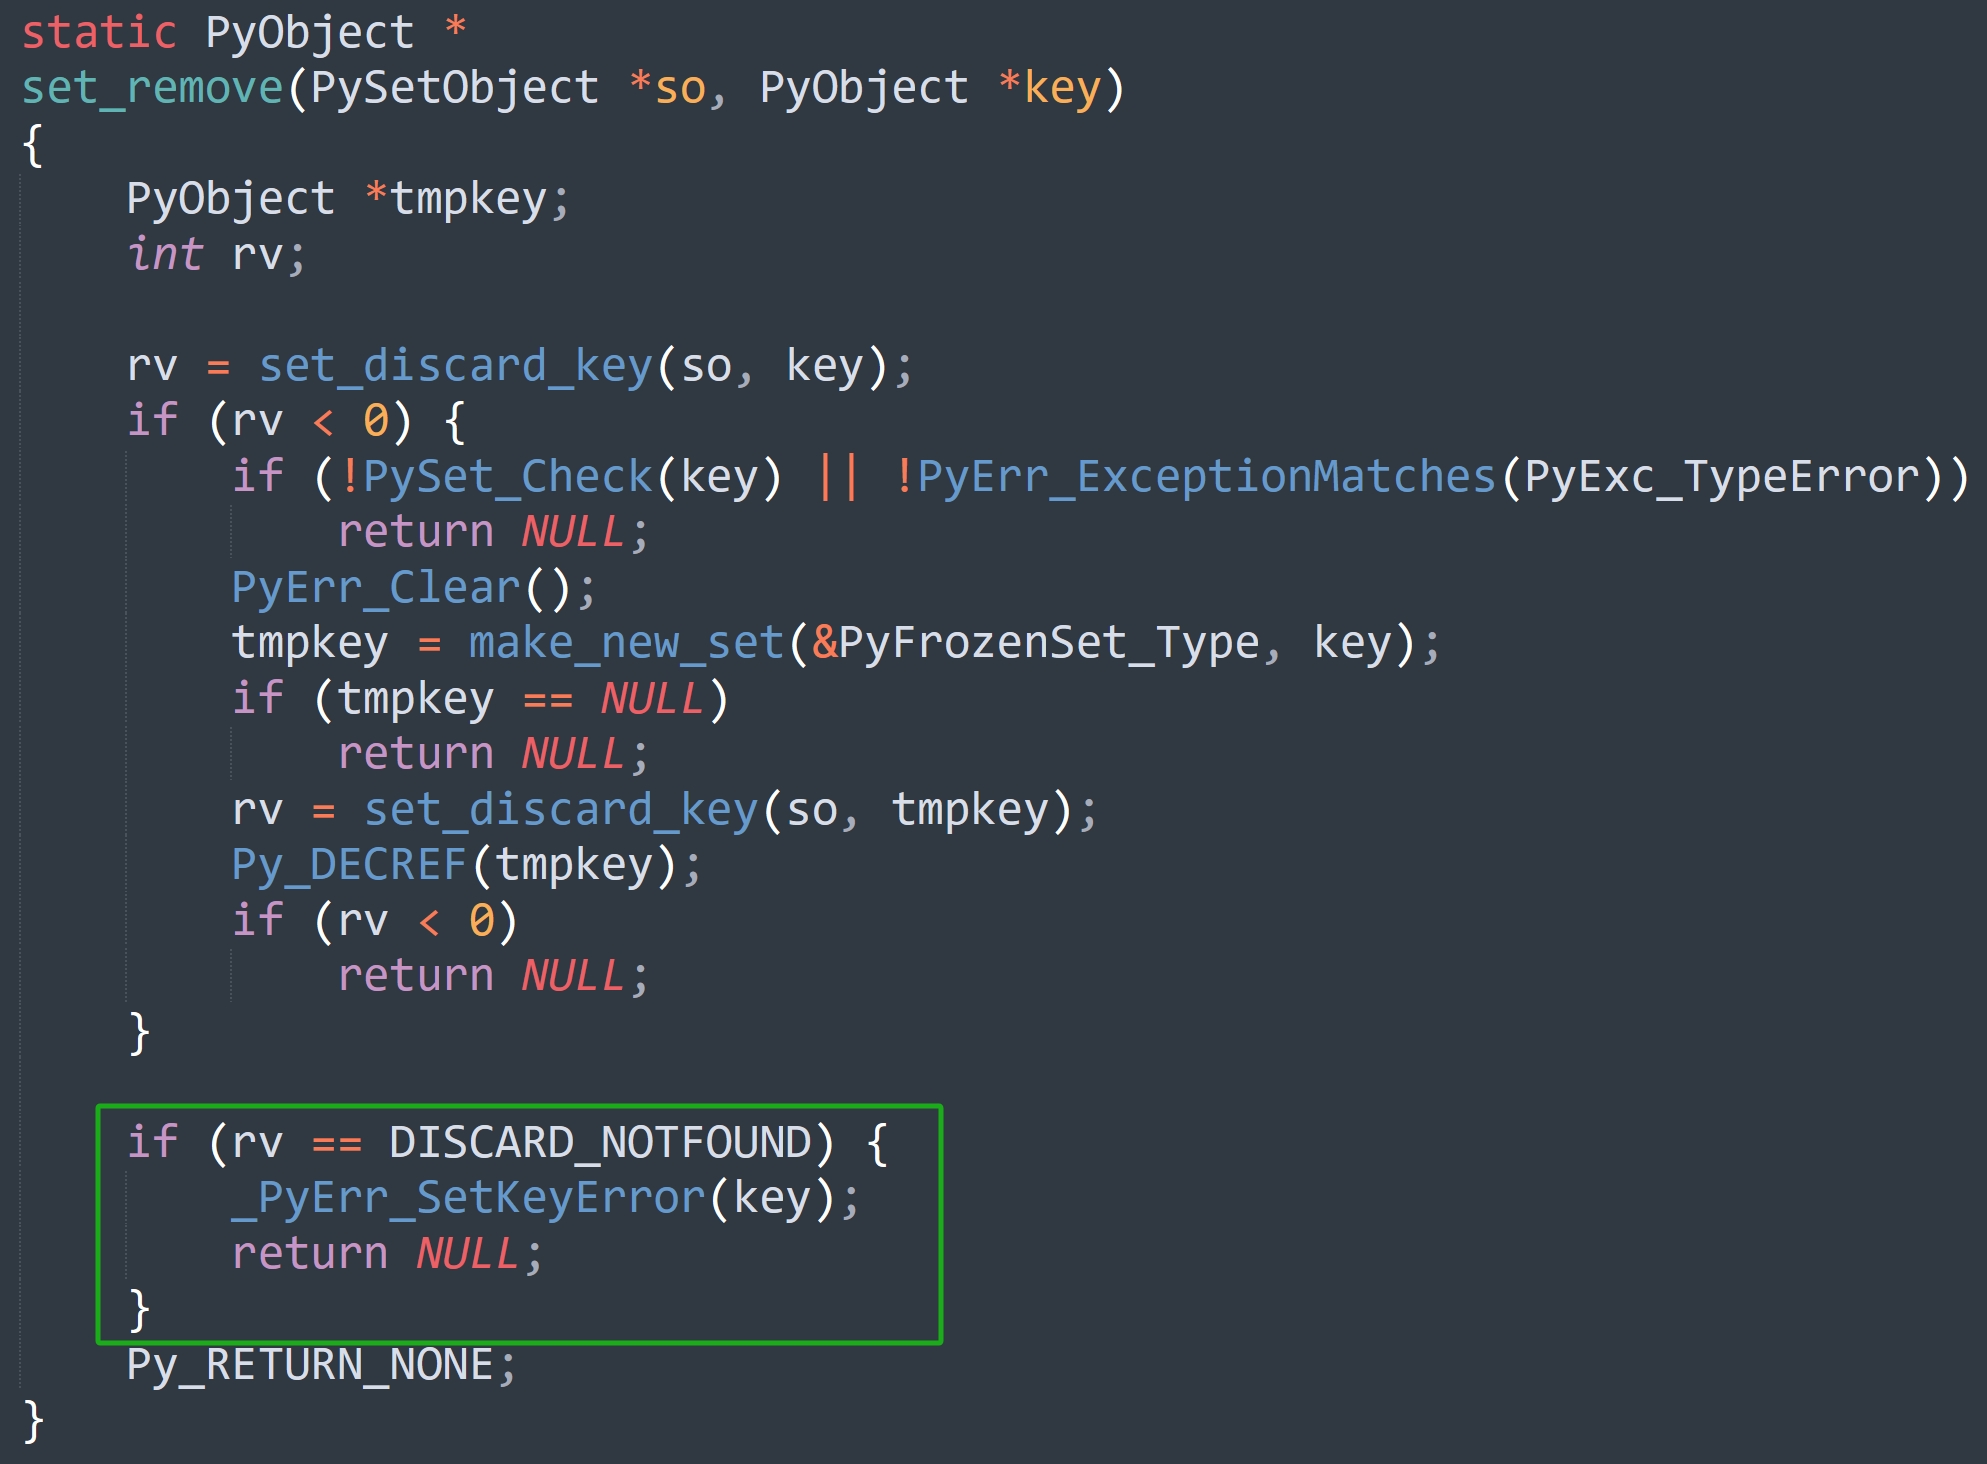 static PyObject *
set_remove(PySetObject *so, PyObject *key)
{
    PyObject *tmpkey;
    int rv;

    rv = set_discard_key(so, key);
    if (rv < 0) {
        if (!PySet_Check(key) || !PyErr_ExceptionMatches(PyExc_TypeError))
            return NULL;
        PyErr_Clear();
        tmpkey = make_new_set(&PyFrozenSet_Type, key);
        if (tmpkey == NULL)
            return NULL;
        rv = set_discard_key(so, tmpkey);
        Py_DECREF(tmpkey);
        if (rv < 0)
            return NULL;
    }

    if (rv == DISCARD_NOTFOUND) {
        _PyErr_SetKeyError(key);
        return NULL;
    }
    Py_RETURN_NONE;
}